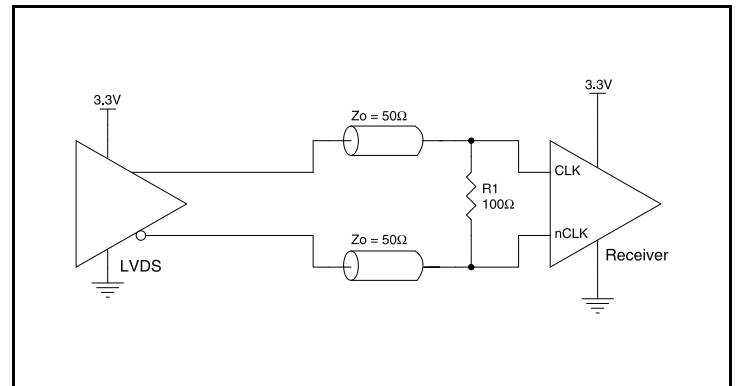 3.3V
3.3V
Zo = 50Ω
CLK
R1
100Ω
nCLK
Zo = 50Ω
LVDS
Receiver